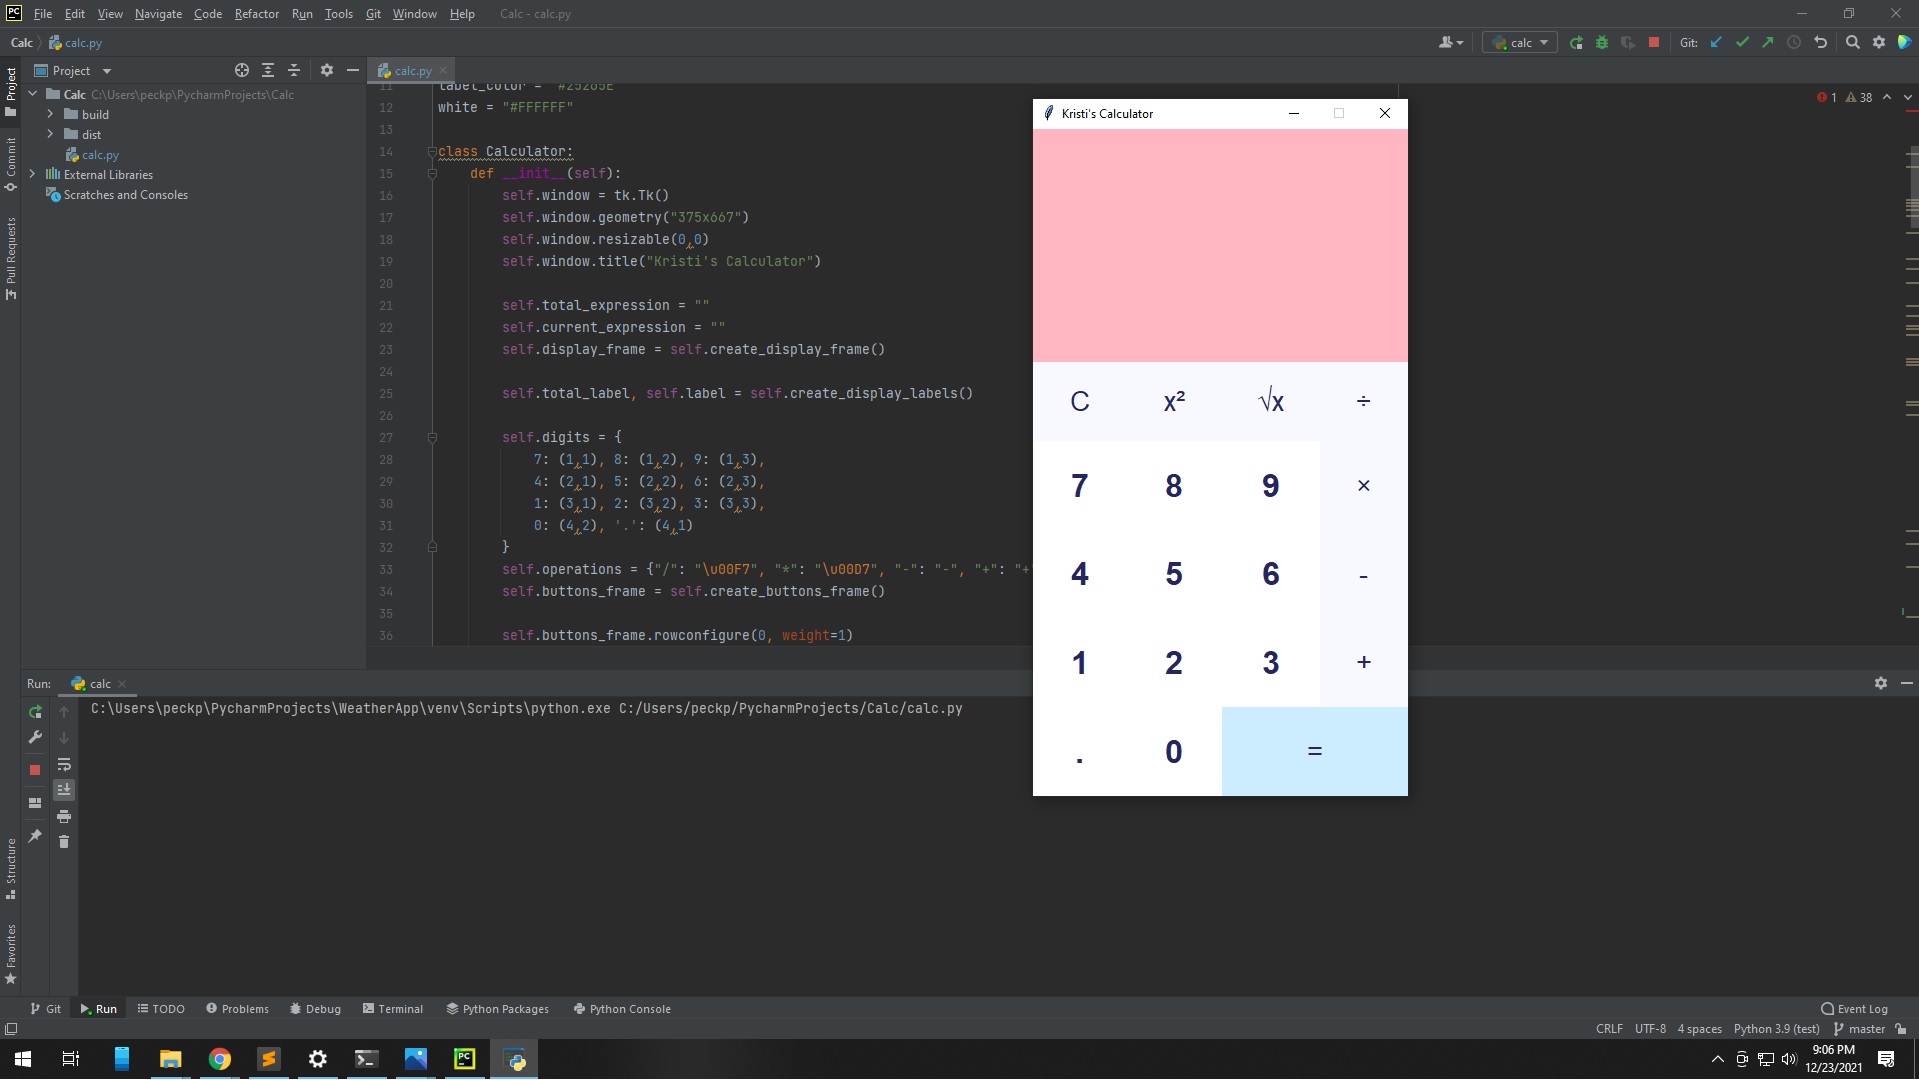 PC File Edit View Navigate Code Refactor Run Tools Git Window Help Calc - calc.py
Calc calc.py calc Git:
Project calc.py
Project
Commit
Pull Requests
Structure
Favorites
Calc C:\Users\peckp\PycharmProjects\Calc
build
dist
calc.py
External Libraries
Scratches and Consoles
1 38
11 label_color = "#25265E"
12 white = "#FFFFFF"
13
14 class Calculator:
15 def __init__(self):
16 self.window = tk.Tk()
17 self.window.geometry("375x667")
18 self.window.resizable(0,0)
19 self.window.title("Kristi's Calculator")
20
21 self.total_expression = ""
22 self.current_expression = ""
23 self.display_frame = self.create_display_frame()
24
25 self.total_label, self.label = self.create_display_labels()
26
27 self.digits = {
28 7: (1,1), 8: (1,2), 9: (1,3),
29 4: (2,1), 5: (2,2), 6: (2,3),
30 1: (3,1), 2: (3,2), 3: (3,3),
31 0: (4,2), '.': (4,1)
32 }
33 self.operations = {"/": "\u00F7", "*": "\u00D7", "-": "-", "+": "+"
34 self.buttons_frame = self.create_buttons_frame()
35
36 self.buttons_frame.rowconfigure(0, weight=1)
Kristi's Calculator
C x² √x ÷
7 8 9 ×
4 5 6 -
1 2 3 +
. 0 =
Run: calc
C:\Users\peckp\PycharmProjects\WeatherApp\venv\Scripts\python.exe C:/Users/peckp/PycharmProjects/Calc/calc.py
Git Run TODO Problems Debug Terminal Python Packages Python Console Event Log
CRLF UTF-8 4 spaces Python 3.9 (test) master
PC
9:06 PM
12/23/2021